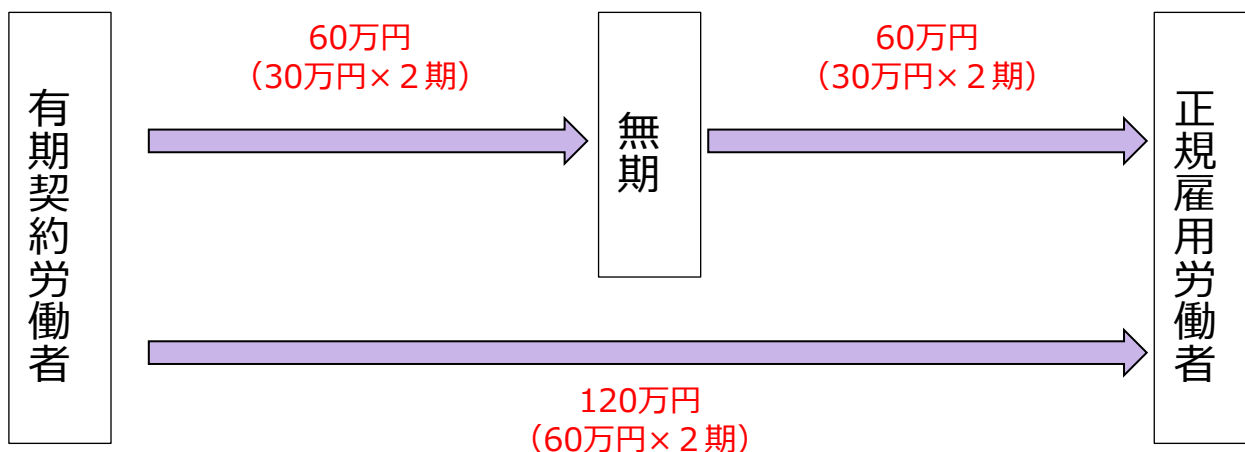 有期契約労働者
60万円
（30万円×２期）
無期
60万円
（30万円×２期）
正規雇用労働者
120万円
（60万円×２期）